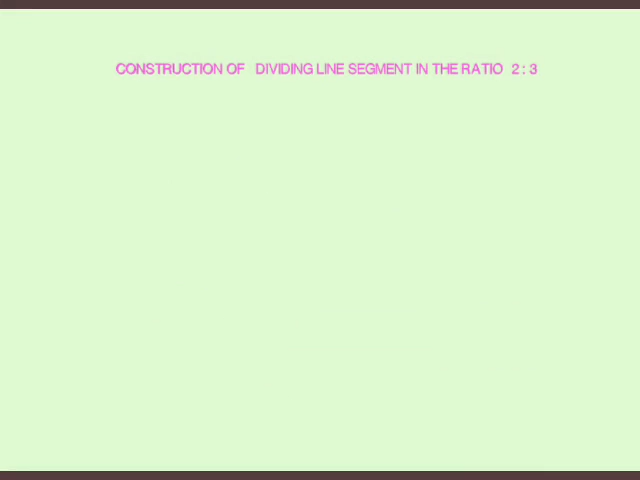 CONSTRUCTION OF DIVIDING LINE SEGMENT IN THE RATIO 2 : 3